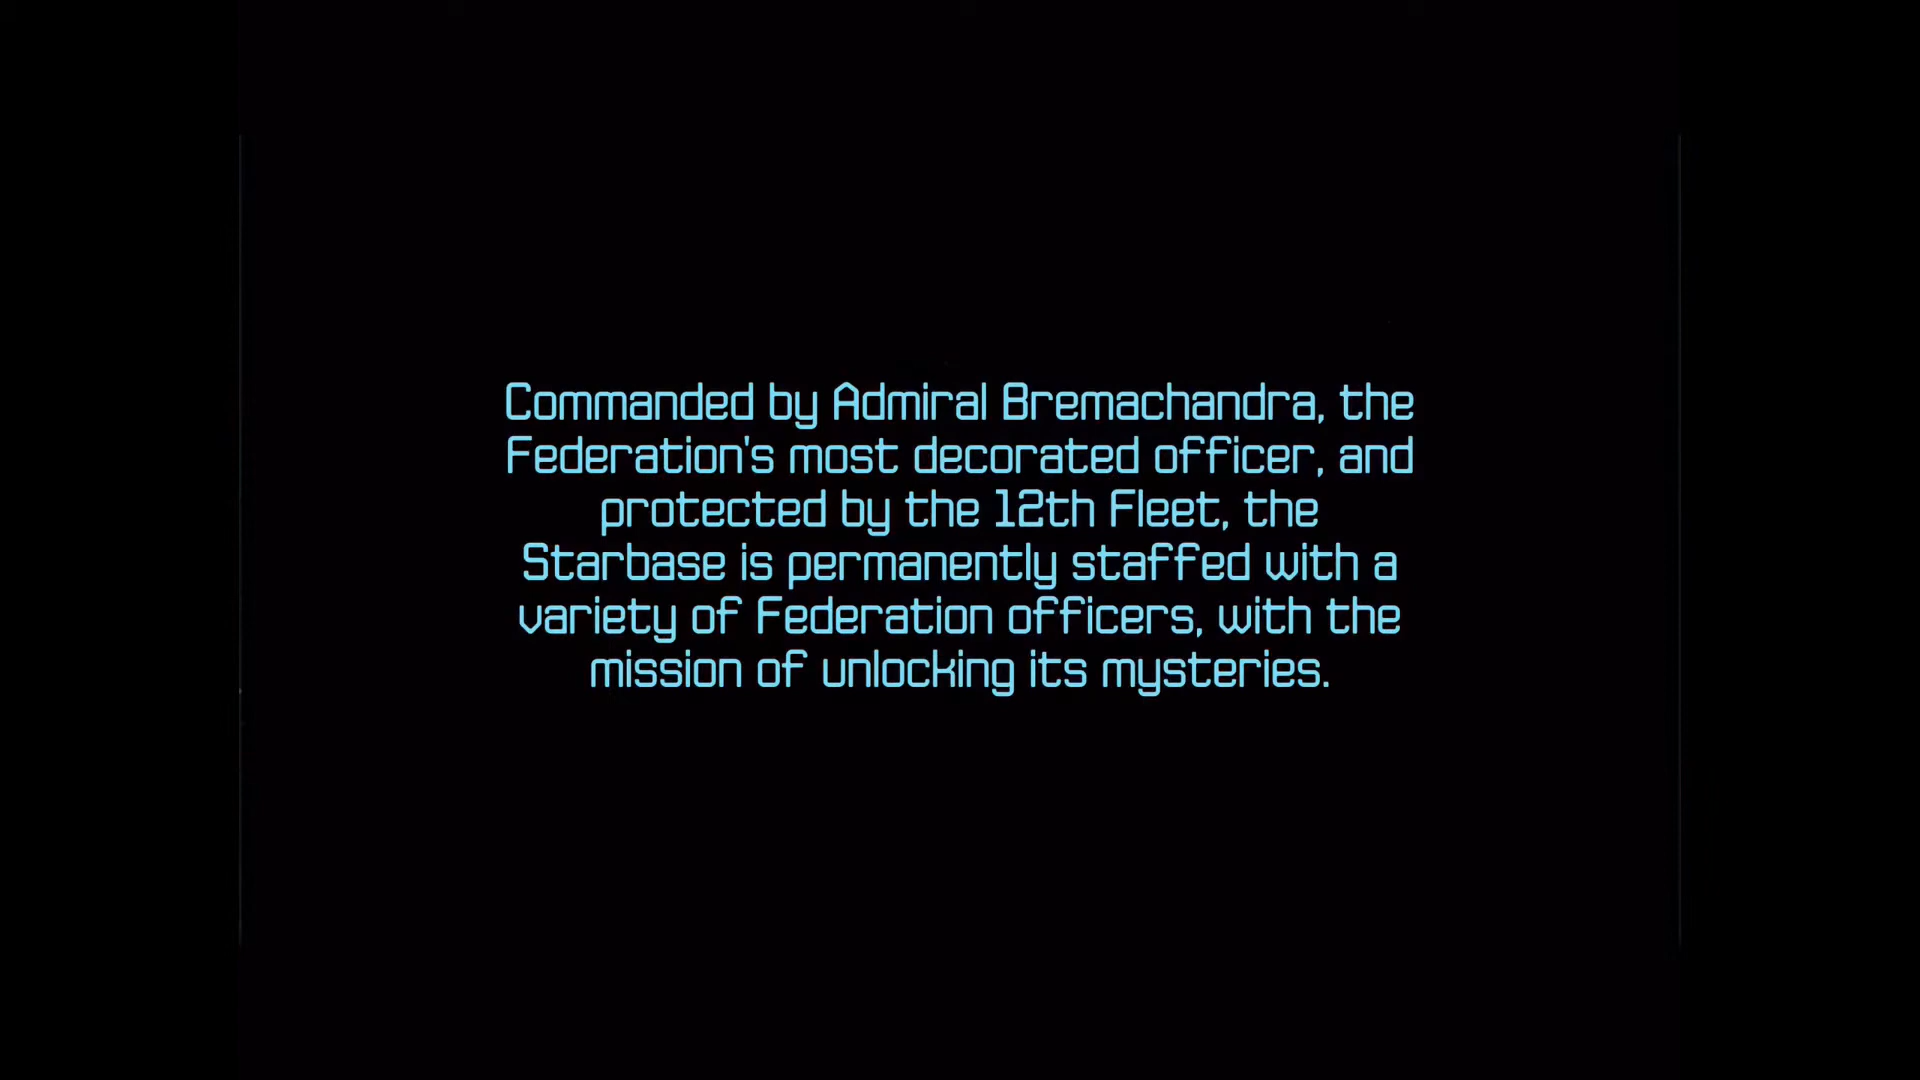 Commanded by Admiral Bremachandra, the
Federation's most decorated officer, and
protected by the 12th Fleet, the
Starbase is permanently staffed with a
variety of Federation officers, with the
mission of unlocking its mysteries.